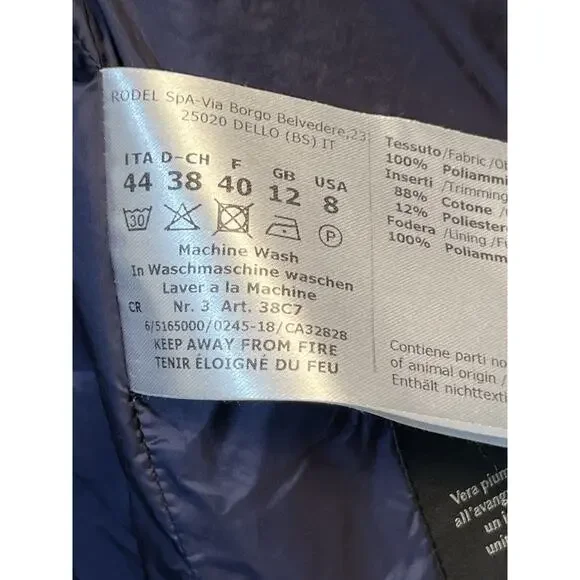 RODEL SpA-Via Borgo Belvedere,23
25020 DELLO (BS) IT
ITA D-CH F GB USA
44 38 40 12 8
30 P
Machine Wash
In Waschmaschine waschen
Laver a la Machine
CR Nr. 3 Art. 38C7
6/5165000/0245-18/CA32828
KEEP AWAY FROM FIRE
TENIR ÉLOIGNÉ DU FEU
Tessuto/Fabric/
100% Poliammi
Inserti /Trimming
88% Cotone /
12% Polieste
Fodera /Lining /F
100% Poliammi
Contiene parti no
of animal origin /
Enthält nichttexti
Vera pium
all'avang
un i
uni